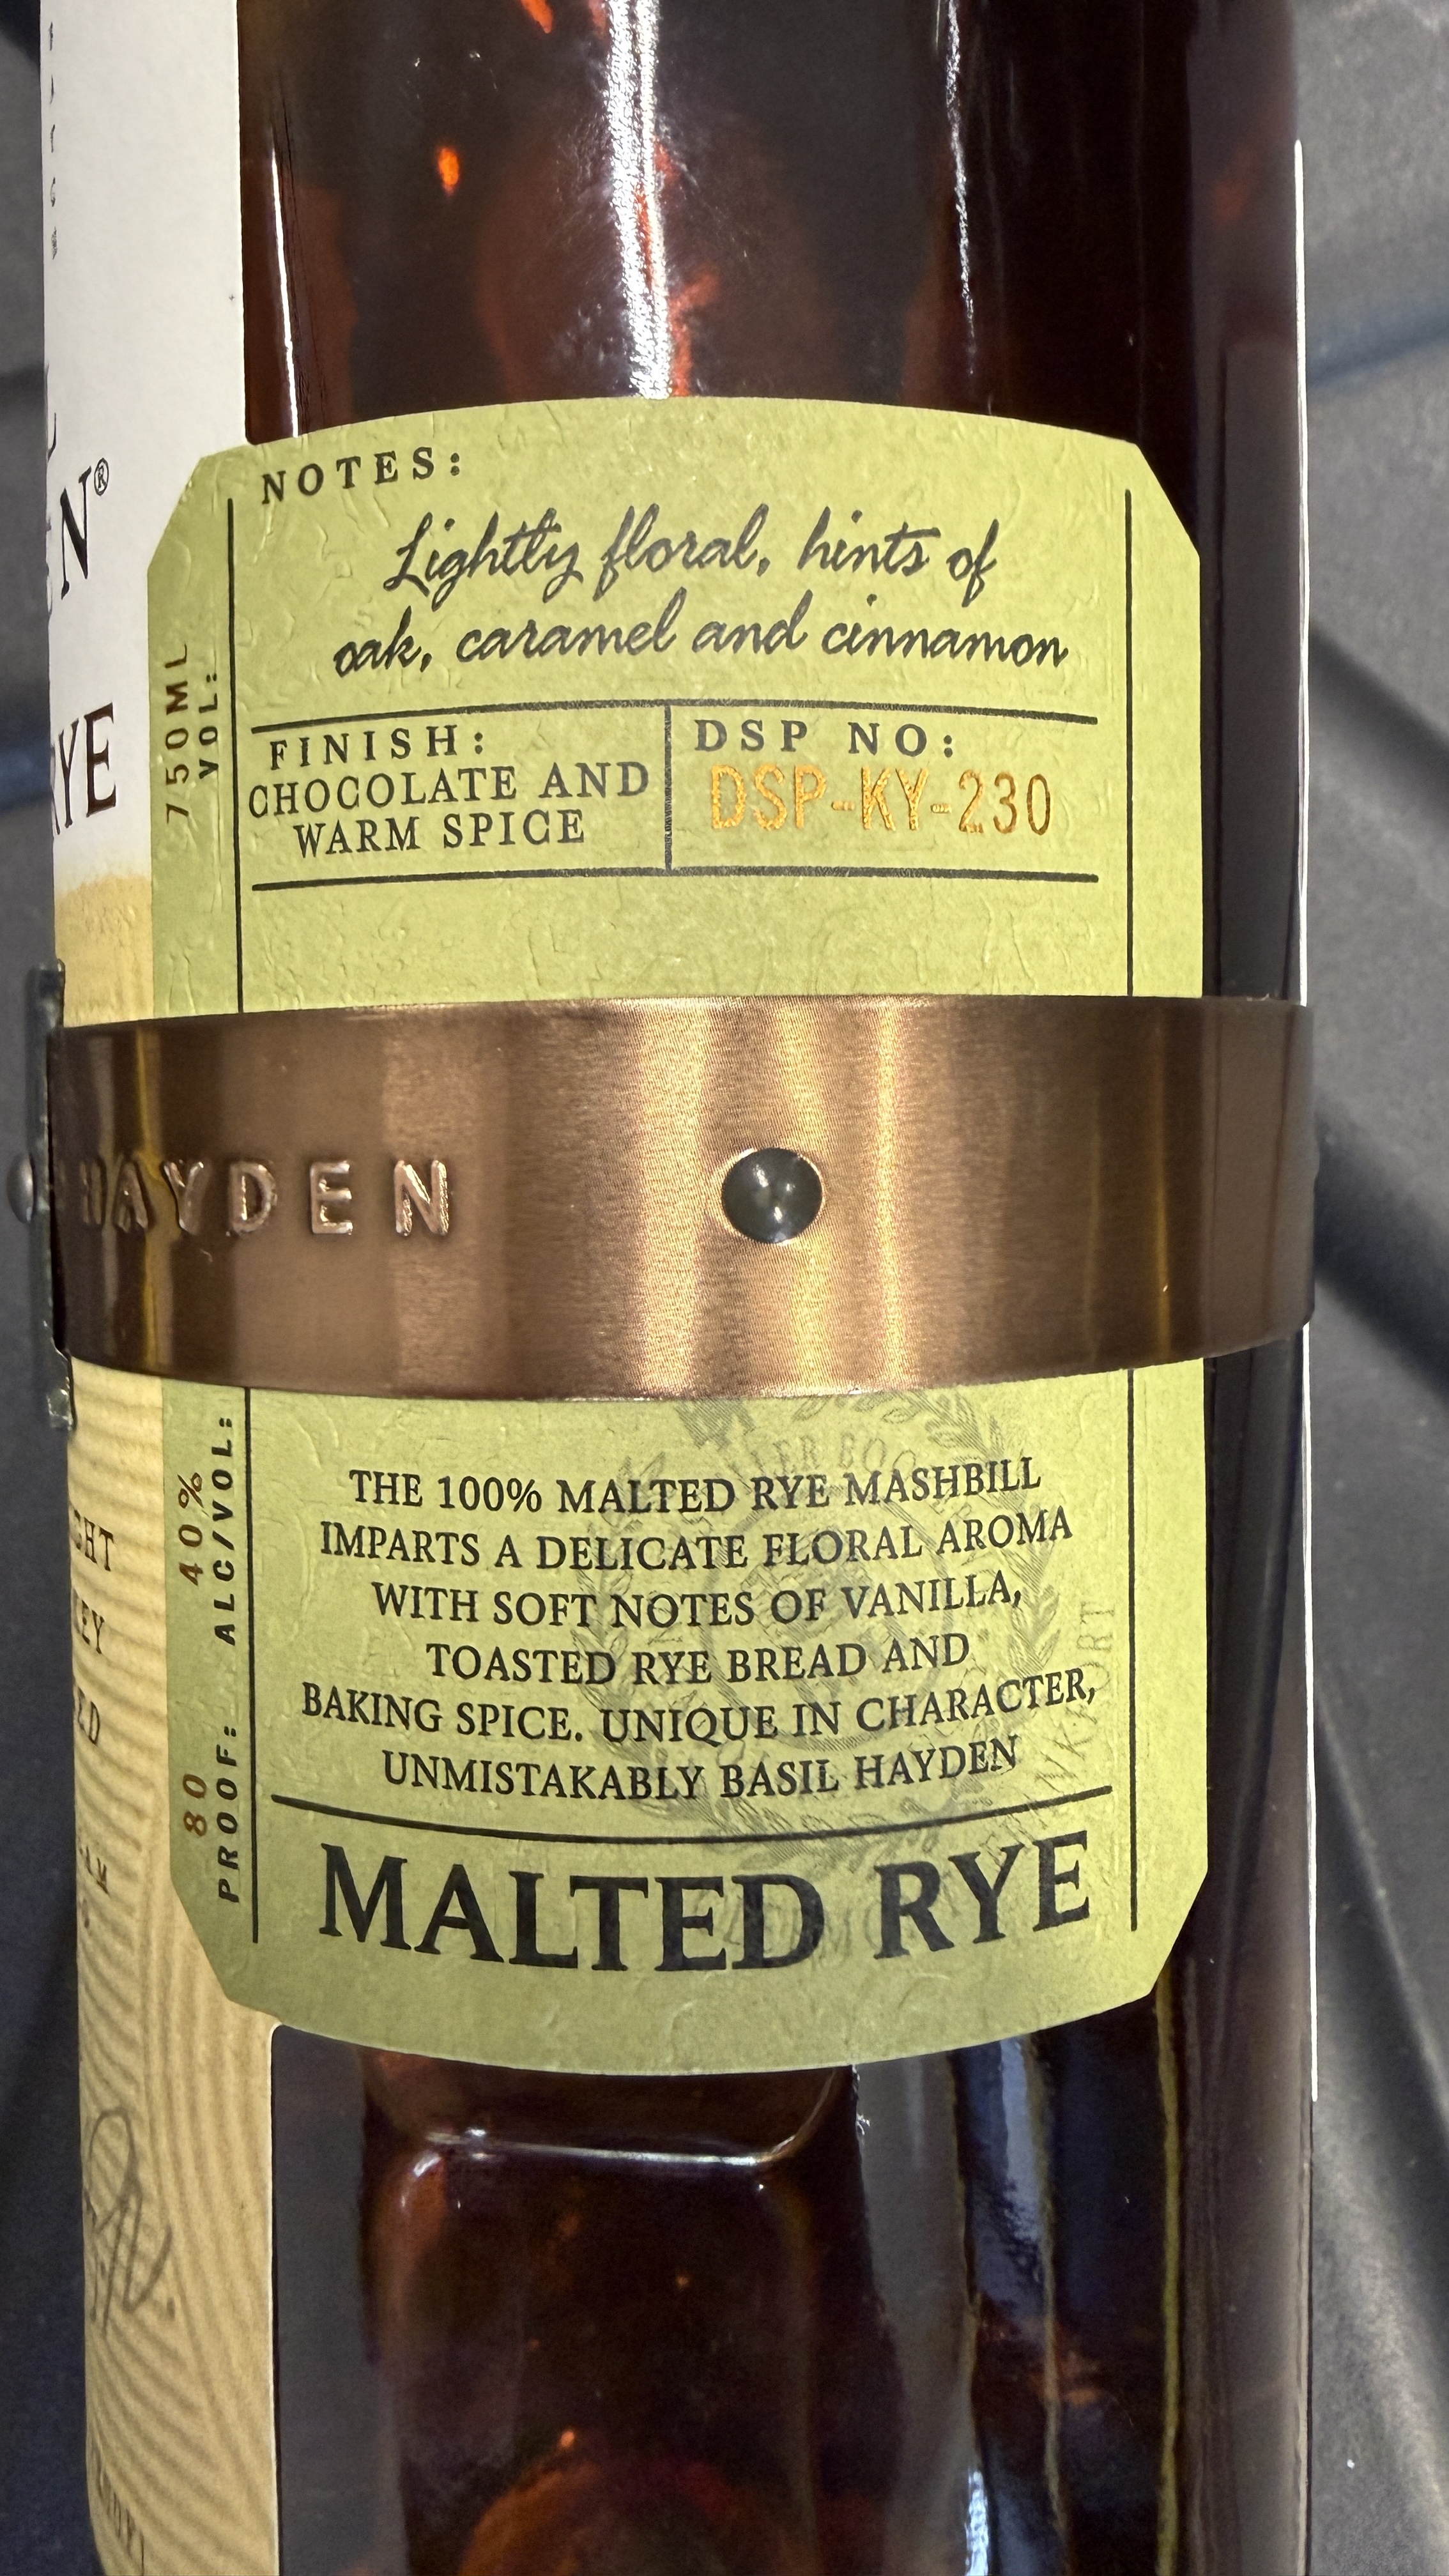 NOTES:
Lightly floral, hints of
oak, caramel and cinnamon
750ML
VOL:
FINISH:
CHOCOLATE AND
WARM SPICE
DSP NO:
DSP-KY-230
RYE
HAYDEN
40%
ALC/VOL:
80
PROOF:
THE 100% MALTED RYE MASHBILL
IMPARTS A DELICATE FLORAL AROMA
WITH SOFT NOTES OF VANILLA,
TOASTED RYE BREAD AND
BAKING SPICE. UNIQUE IN CHARACTER,
UNMISTAKABLY BASIL HAYDEN
MALTED RYE